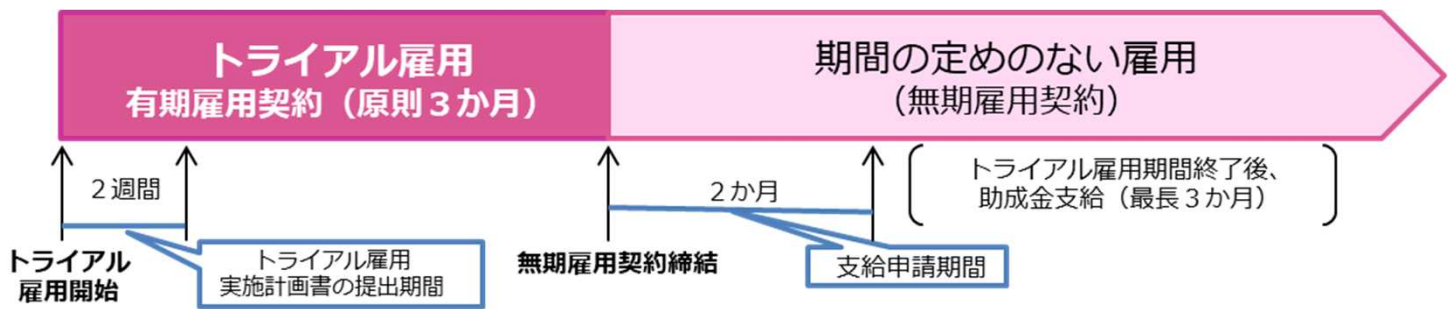 トライアル雇用
有期雇用契約（原則３か月）
期間の定めのない雇用
（無期雇用契約）
２週間
２か月
トライアル雇用期間終了後、
助成金支給（最長３か月）
トライアル
雇用開始
トライアル雇用
実施計画書の提出期間
無期雇用契約締結
支給申請期間